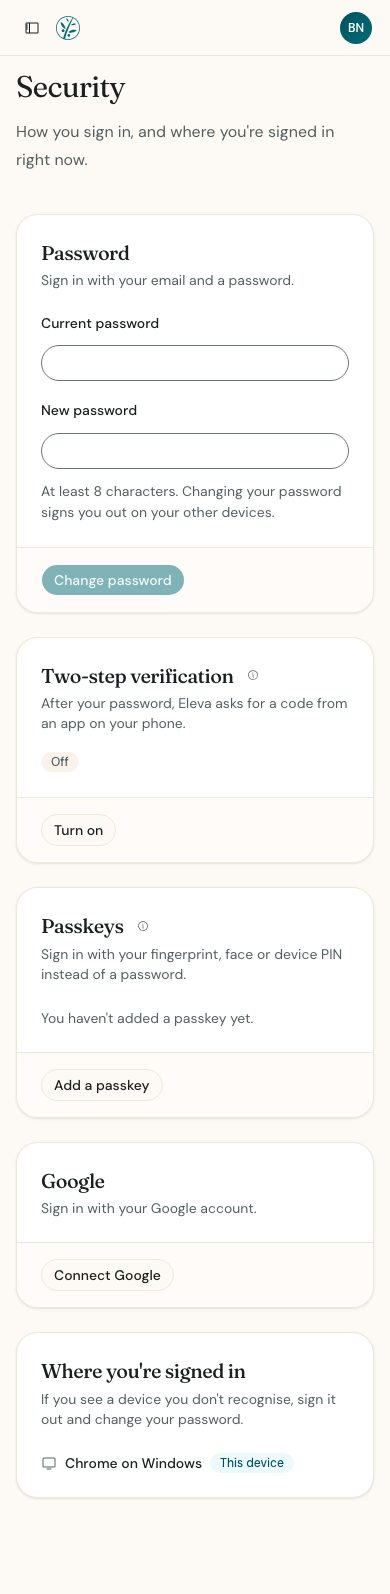 BN
Security
How you sign in, and where you're signed in
right now.
Password
Sign in with your email and a password.
Current password
New password
At least 8 characters. Changing your password
signs you out on your other devices.
Change password
Two-step verification
After your password, Eleva asks for a code from
an app on your phone.
Off
Turn on
Passkeys
Sign in with your fingerprint, face or device PIN
instead of a password.
You haven't added a passkey yet.
Add a passkey
Google
Sign in with your Google account.
Connect Google
Where you're signed in
If you see a device you don't recognise, sign it
out and change your password.
Chrome on Windows This device